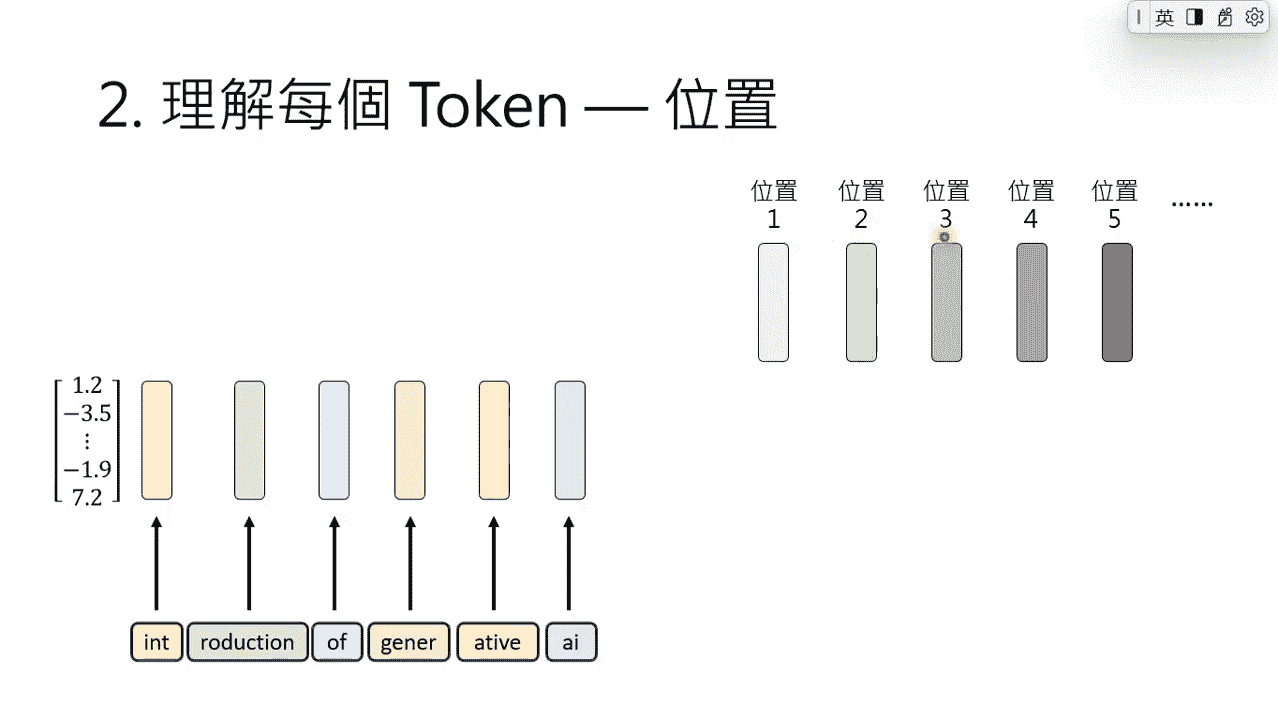 英
2. 理解每個 Token — 位置
位置 位置 位置 位置 位置 ……
1 2 3 4 5
1.2
−3.5
⋮
−1.9
7.2
int roduction of gener ative ai